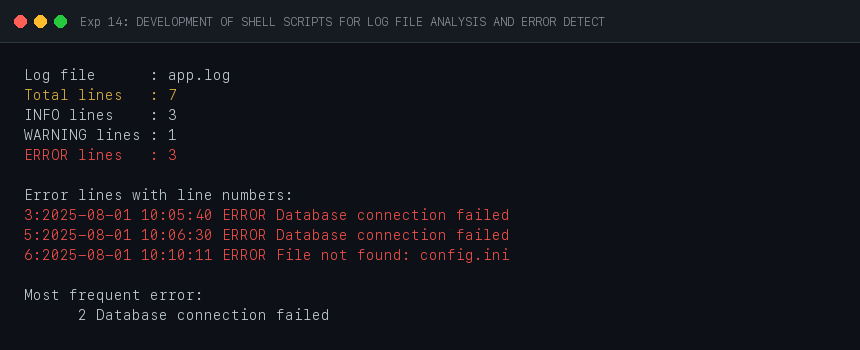 Exp 14: DEVELOPMENT OF SHELL SCRIPTS FOR LOG FILE ANALYSIS AND ERROR DETECT
Log file      : app.log
Total lines   : 7
INFO lines    : 3
WARNING lines : 1
ERROR lines   : 3
Error lines with line numbers:
3:2025-08-01 10:05:40 ERROR Database connection failed
5:2025-08-01 10:06:30 ERROR Database connection failed
6:2025-08-01 10:10:11 ERROR File not found: config.ini
Most frequent error:
      2 Database connection failed